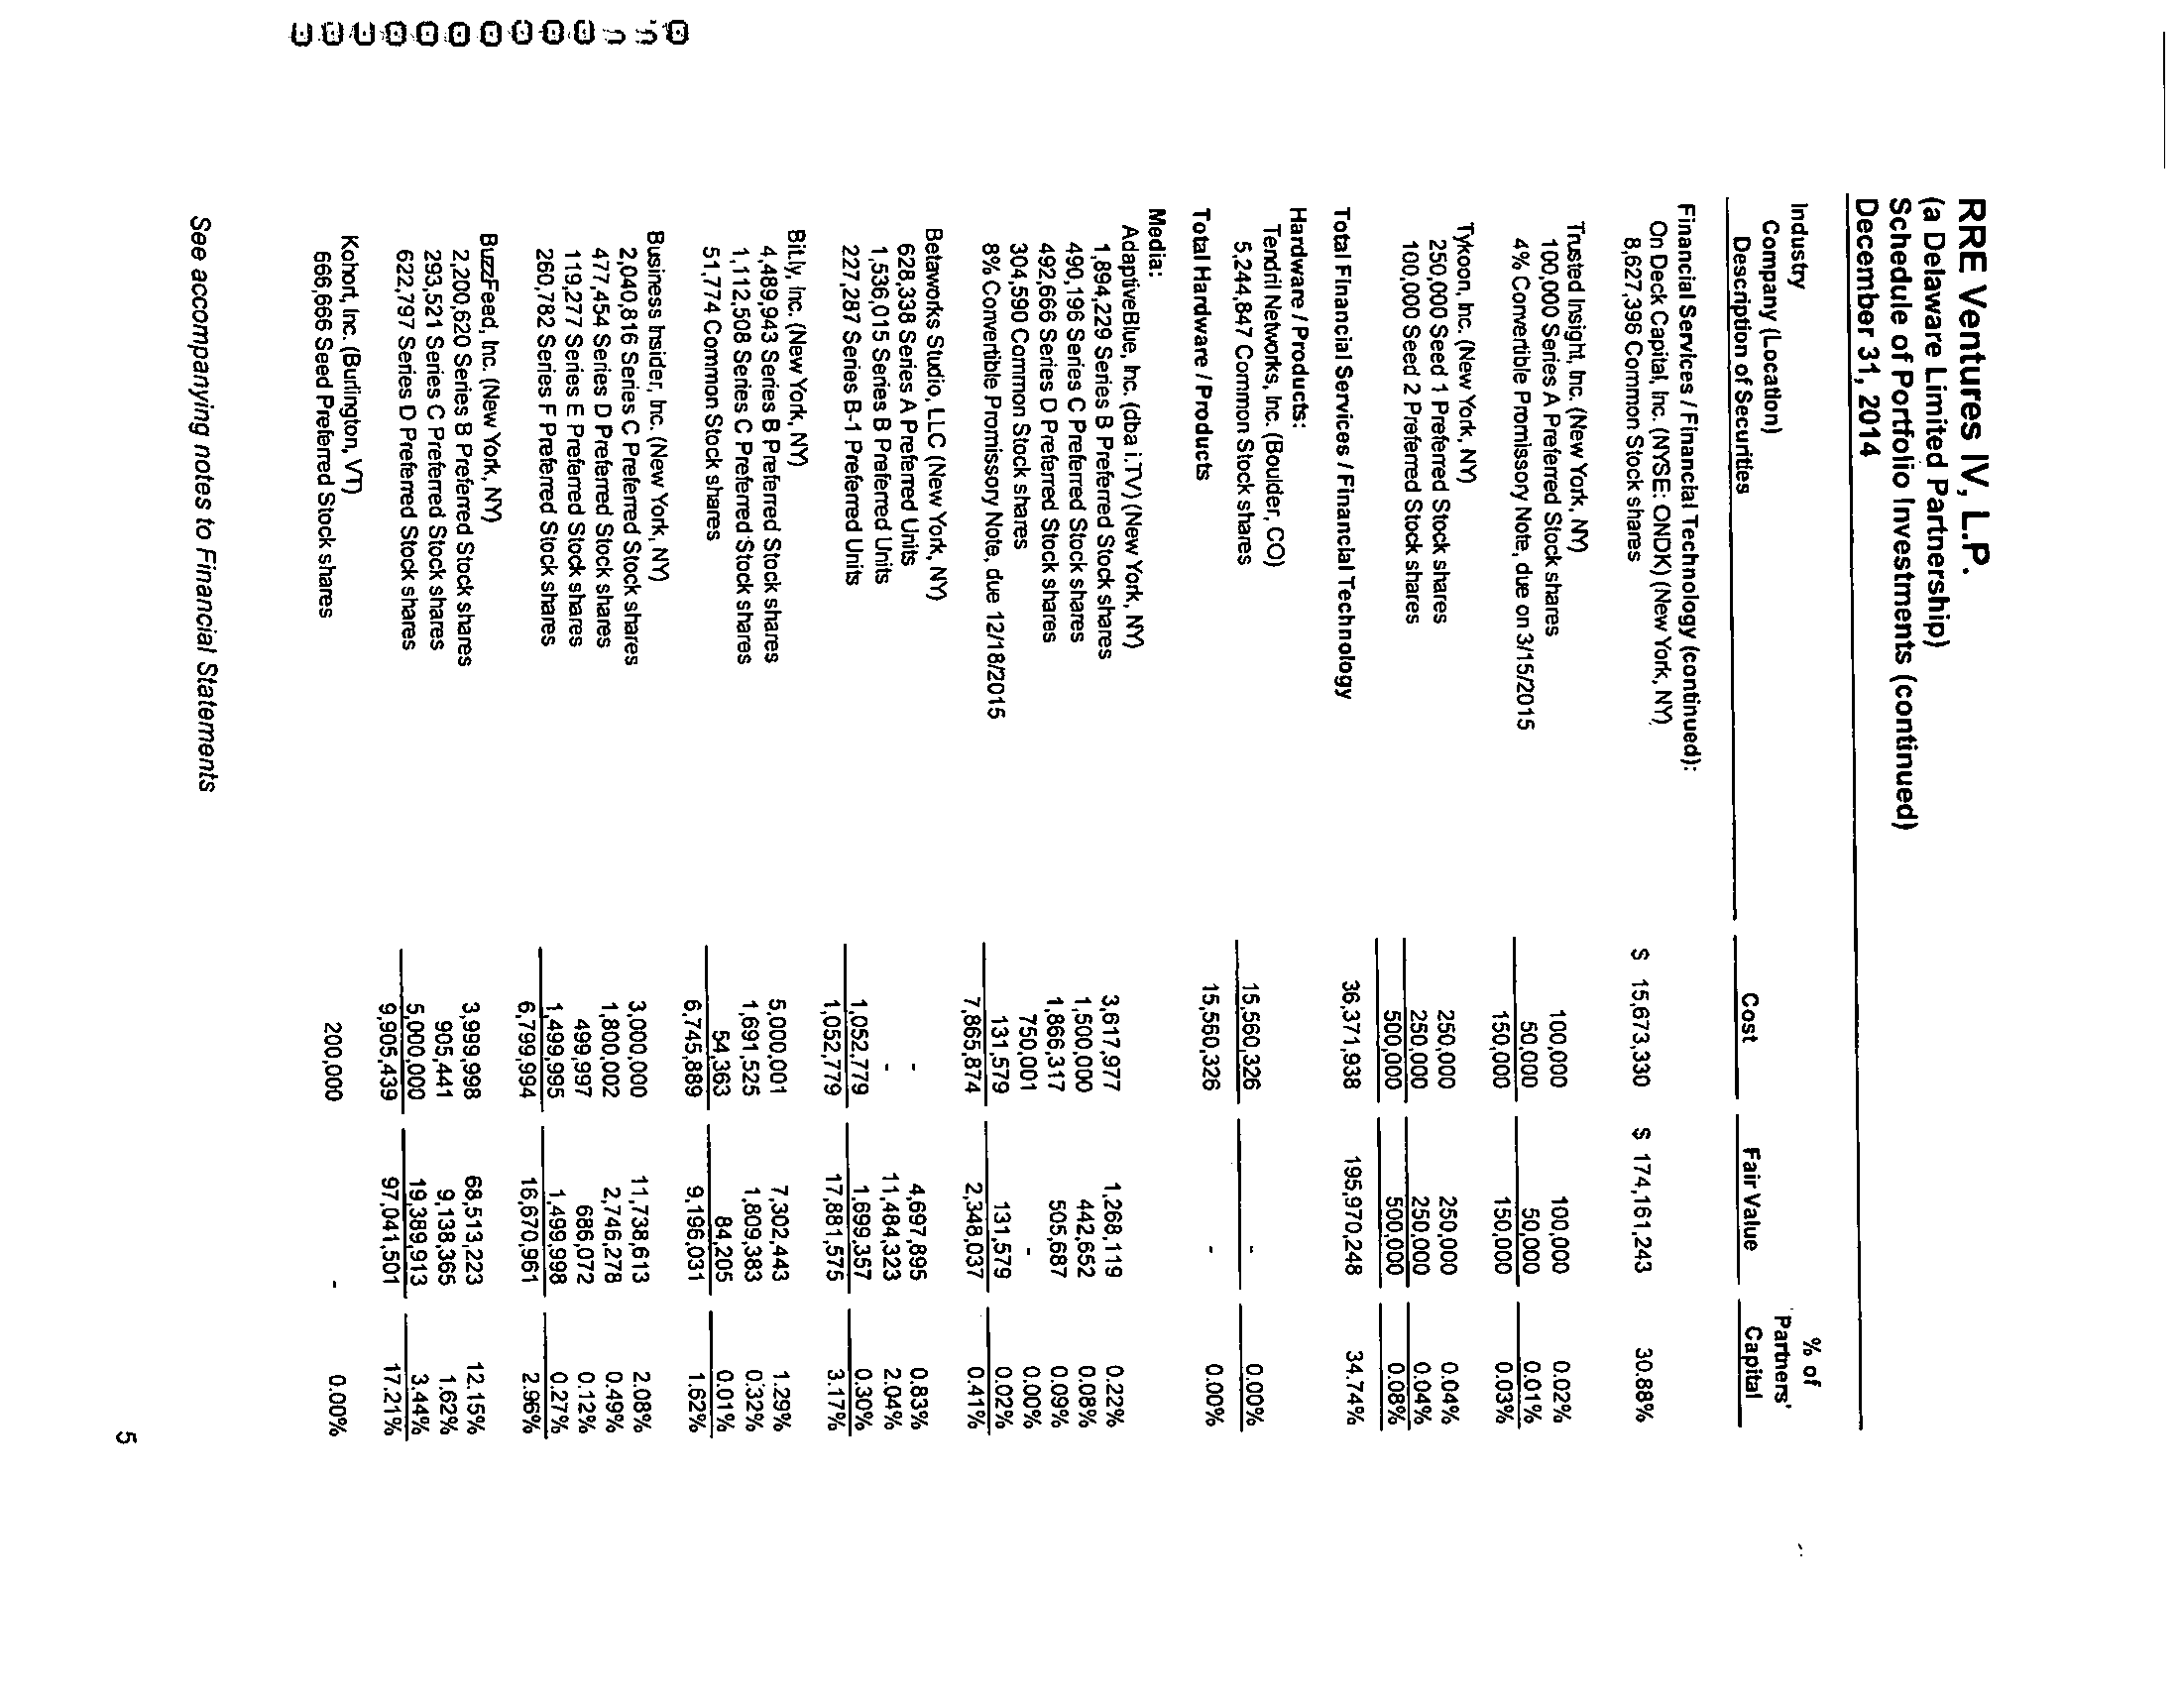 RRE Ventures IV, L.P.
(a Delaware Limited Partnership)
Schedule of Portfolio Investments (continued)
December 31, 2014
Industry
Company (Location)
Description of Securities Cost Fair Value % of Partners' Capital
Financial Services / Financial Technology (continued):
On Deck Capital, Inc. (NYSE: ONDK) (New York, NY)
8,627,396 Common Stock shares $ 15,673,330 $ 174,161,243 30.88%
Trusted Insight, Inc. (New York, NY)
100,000 Series A Preferred Stock shares 100,000 100,000 0.02%
4% Convertible Promissory Note, due on 3/15/2015 50,000 50,000 0.01%
150,000 150,000 0.03%
Tykoon, Inc. (New York, NY)
250,000 Seed 1 Preferred Stock shares 250,000 250,000 0.04%
100,000 Seed 2 Preferred Stock shares 250,000 250,000 0.04%
500,000 500,000 0.08%
Total Financial Services / Financial Technology 36,371,938 195,970,248 34.74%
Hardware / Products:
Tendril Networks, Inc. (Boulder, CO)
5,244,847 Common Stock shares 15,560,326 - 0.00%
Total Hardware / Products 15,560,326 - 0.00%
Media:
AdaptiveBlue, Inc. (dba i.TV) (New York, NY)
1,894,229 Series B Preferred Stock shares 3,617,977 1,268,119 0.22%
490,196 Series C Preferred Stock shares 1,500,000 442,652 0.08%
492,666 Series D Preferred Stock shares 1,866,317 505,687 0.09%
304,590 Common Stock shares 750,001 - 0.00%
8% Convertible Promissory Note, due 12/18/2015 131,579 131,579 0.02%
7,865,874 2,348,037 0.41%
Betaworks Studio, LLC (New York, NY)
628,338 Series A Preferred Units - 4,697,895 0.83%
1,536,015 Series B Preferred Units - 11,484,323 2.04%
227,287 Series B-1 Preferred Units 1,052,779 1,699,357 0.30%
1,052,779 17,881,575 3.17%
Bit.ly, Inc. (New York, NY)
4,489,943 Series B Preferred Stock shares 5,000,001 7,302,443 1.29%
1,112,508 Series C Preferred Stock shares 1,691,525 1,809,383 0.32%
51,774 Common Stock shares 54,363 84,205 0.01%
6,745,889 9,196,031 1.62%
Business Insider, Inc. (New York, NY)
2,040,816 Series C Preferred Stock shares 3,000,000 11,738,613 2.08%
477,454 Series D Preferred Stock shares 1,800,002 2,746,278 0.49%
119,277 Series E Preferred Stock shares 499,997 686,072 0.12%
260,782 Series F Preferred Stock shares 1,499,995 1,499,998 0.27%
6,799,994 16,670,961 2.96%
BuzzFeed, Inc. (New York, NY)
2,200,620 Series B Preferred Stock shares 3,999,998 68,513,223 12.15%
293,521 Series C Preferred Stock shares 905,441 9,138,365 1.62%
622,797 Series D Preferred Stock shares 5,000,000 19,389,913 3.44%
9,905,439 97,041,501 17.21%
Kohort, Inc. (Burlington, VT)
666,666 Seed Preferred Stock shares 200,000 - 0.00%
See accompanying notes to Financial Statements
5